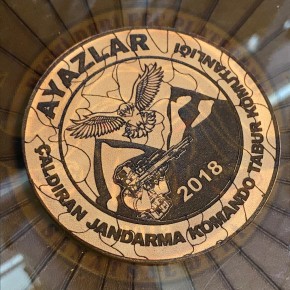 AYAZLAR
ÇALDIRAN JANDARMA KOMANDO TABUR KOMUTANLIĞI
2018